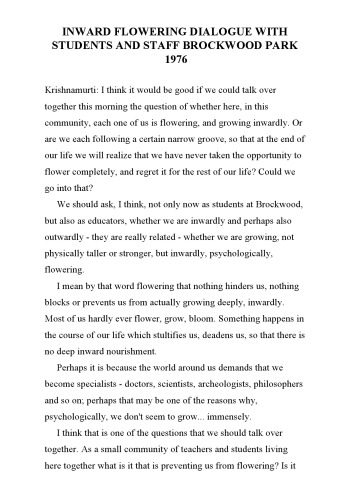 INWARD FLOWERING DIALOGUE WITH
STUDENTS AND STAFF BROCKWOOD PARK
1976
Krishnamurti: I think it would be good if we could talk over
together this morning the question of whether here, in this
community, each one of us is flowering, and growing inwardly. Or
are we each following a certain narrow groove, so that at the end of
our life we will realize that we have never taken the opportunity to
flower completely, and regret it for the rest of our life? Could we
go into that?
We should ask, I think, not only now as students at Brockwood,
but also as educators, whether we are inwardly and perhaps also
outwardly - they are really related - whether we are growing, not
physically taller or stronger, but inwardly, psychologically,
flowering.
I mean by that word flowering that nothing hinders us, nothing
blocks or prevents us from actually growing deeply, inwardly.
Most of us hardly ever flower, grow, bloom. Something happens in
the course of our life which stultifies us, deadens us, so that there is
no deep inward nourishment.
Perhaps it is because the world around us demands that we
become specialists - doctors, scientists, archeologists, philosophers
and so on; perhaps that may be one of the reasons why,
psychologically, we don't seem to grow... immensely.
I think that is one of the questions that we should talk over
together. As a small community of teachers and students living
here together what is it that is preventing us from flowering? Is it